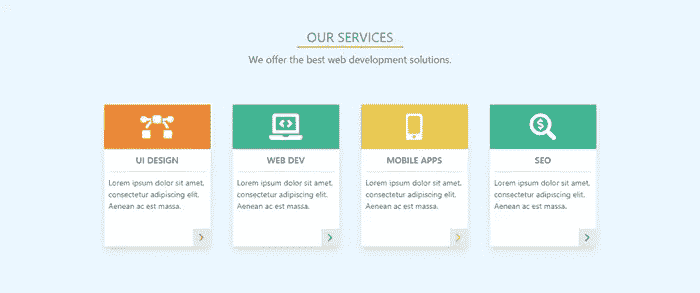 OUR SERVICES
We offer the best web development solutions.
UI DESIGN
Lorem ipsum dolor sit amet,
consectetur adipiscing elit.
Aenean ac est massa.
WEB DEV
Lorem ipsum dolor sit amet,
consectetur adipiscing elit.
Aenean ac est massa.
MOBILE APPS
Lorem ipsum dolor sit amet,
consectetur adipiscing elit.
Aenean ac est massa.
SEO
Lorem ipsum dolor sit amet,
consectetur adipiscing elit.
Aenean ac est massa.